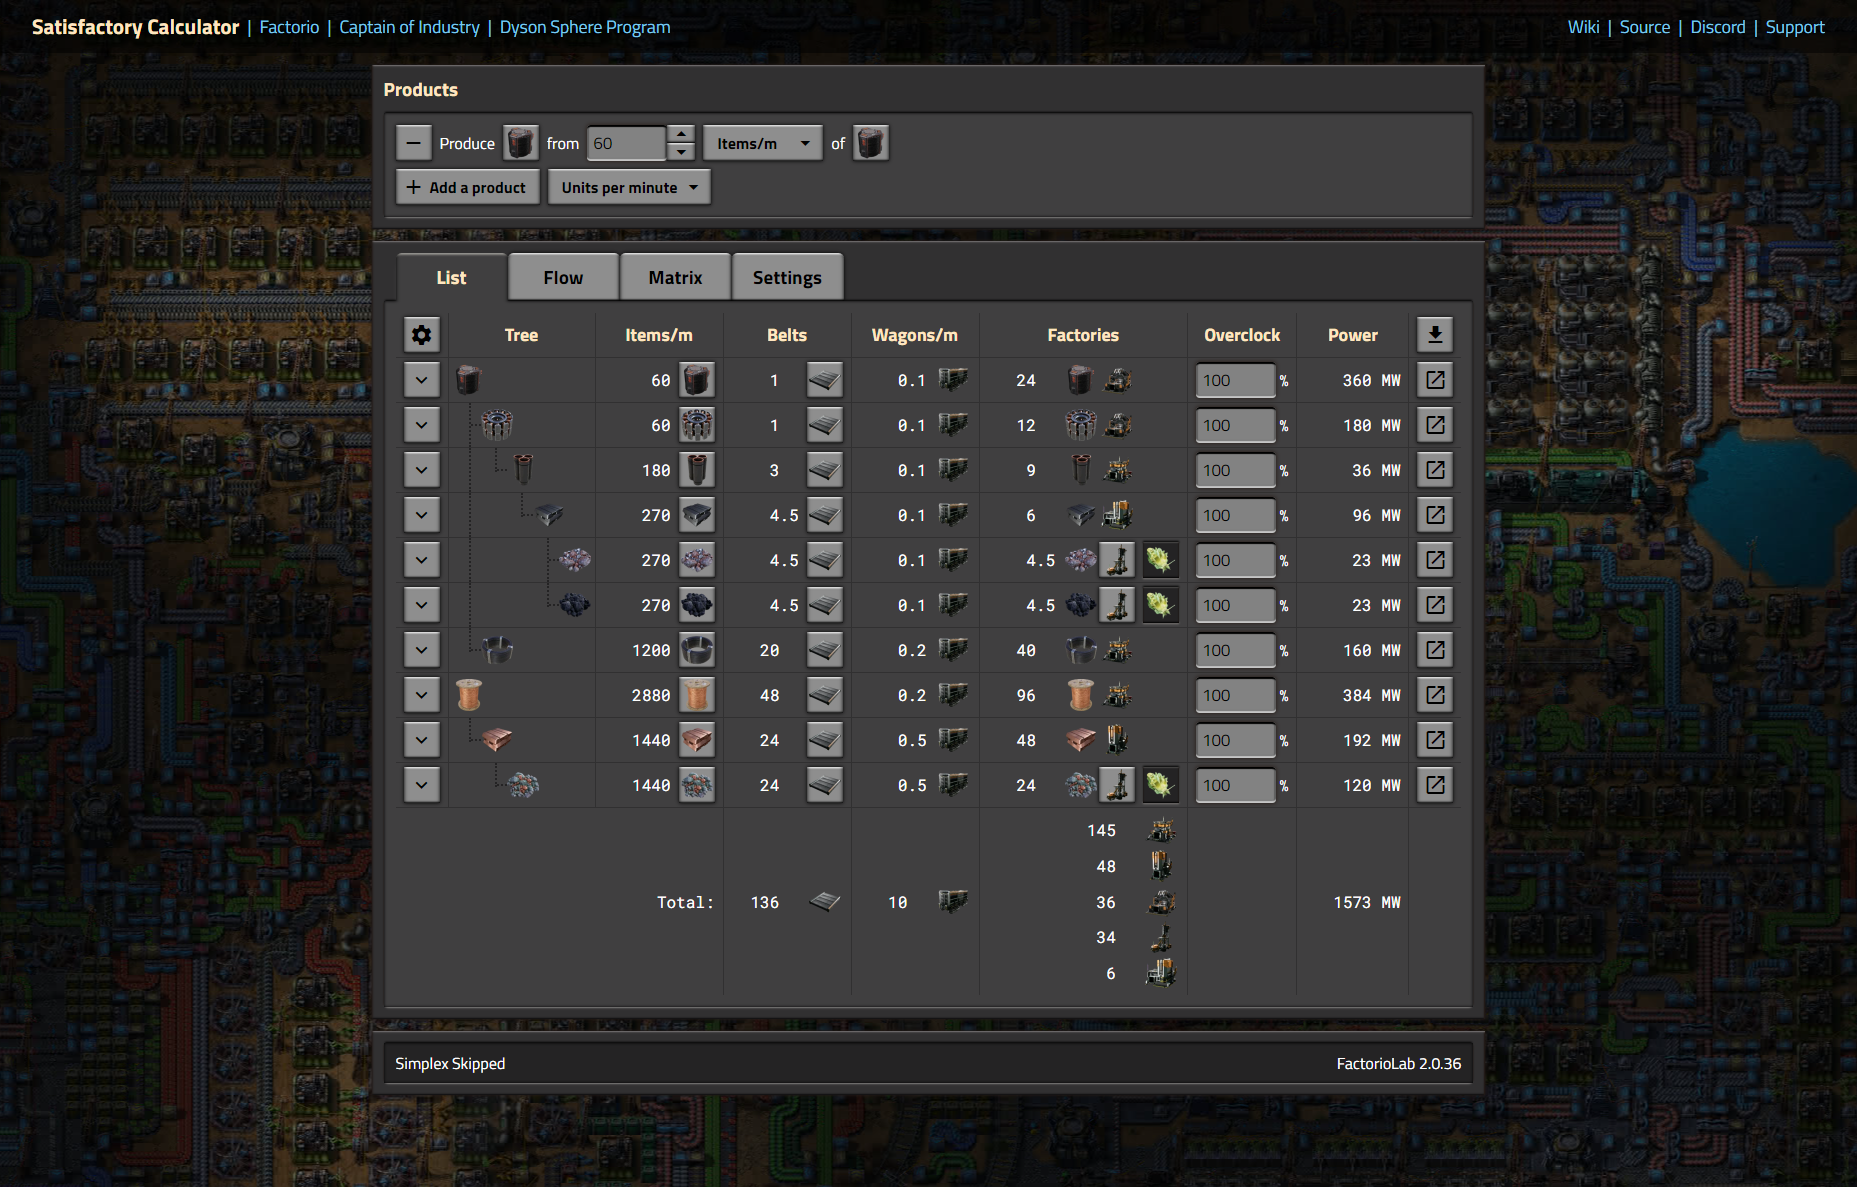 Satisfactory Calculator | Factorio | Captain of Industry | Dyson Sphere Program
Wiki | Source | Discord | Support
Products
Produce from 60 Items/m of
Add a product Units per minute
List Flow Matrix Settings
Tree Items/m Belts Wagons/m Factories Overclock Power
60 1 0.1 24 100 % 360 MW
60 1 0.1 12 100 % 180 MW
180 3 0.1 9 100 % 36 MW
270 4.5 0.1 6 100 % 96 MW
270 4.5 0.1 4.5 100 % 23 MW
270 4.5 0.1 4.5 100 % 23 MW
1200 20 0.2 40 100 % 160 MW
2880 48 0.2 96 100 % 384 MW
1440 24 0.5 48 100 % 192 MW
1440 24 0.5 24 100 % 120 MW
145
48
Total: 136 10 36 1573 MW
34
6
Simplex Skipped
FactorioLab 2.0.36